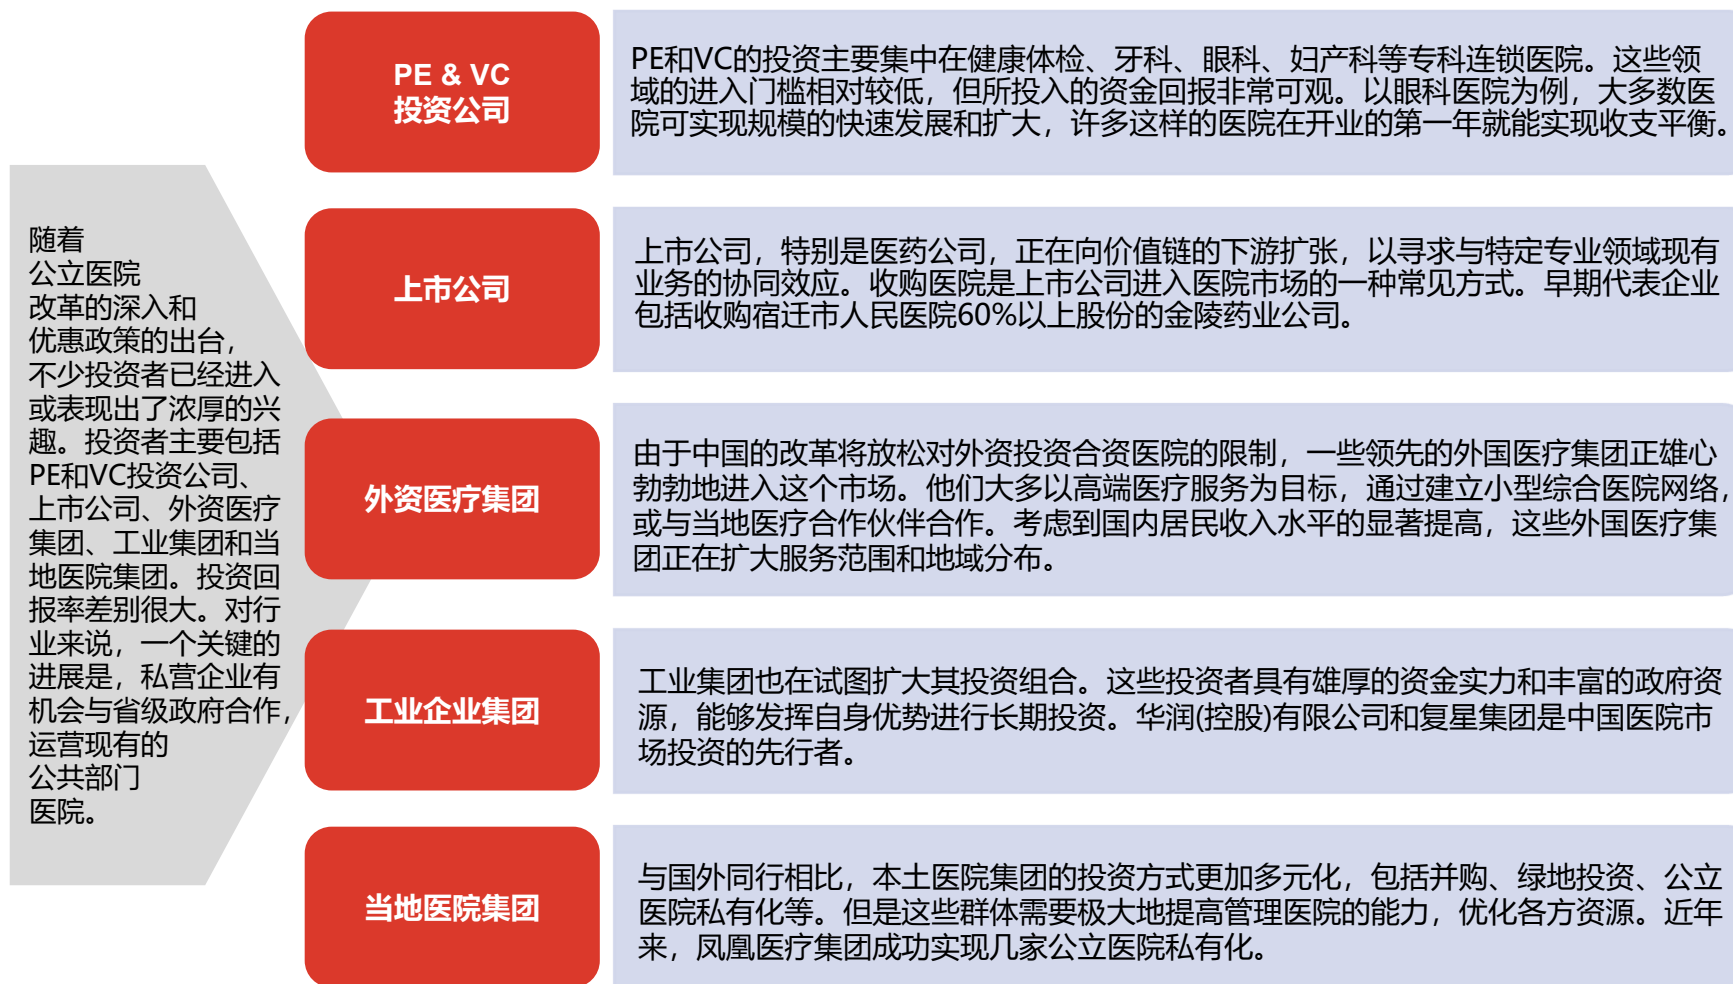 随着
公立医院
改革的深入和
优惠政策的出台，
不少投资者已经进入
或表现出了浓厚的兴
趣。投资者主要包括
PE和VC投资公司、
上市公司、外资医疗
集团、工业集团和当
地医院集团。投资回
报率差别很大。对行
业来说，一个关键的
进展是，私营企业有
机会与省级政府合作，
运营现有的
公共部门
医院。
PE & VC
投资公司
PE和VC的投资主要集中在健康体检、牙科、眼科、妇产科等专科连锁医院。这些领
域的进入门槛相对较低，但所投入的资金回报非常可观。以眼科医院为例，大多数医
院可实现规模的快速发展和扩大，许多这样的医院在开业的第一年就能实现收支平衡。
上市公司
上市公司，特别是医药公司，正在向价值链的下游扩张，以寻求与特定专业领域现有
业务的协同效应。收购医院是上市公司进入医院市场的一种常见方式。早期代表企业
包括收购宿迁市人民医院60%以上股份的金陵药业公司。
外资医疗集团
由于中国的改革将放松对外资投资合资医院的限制，一些领先的外国医疗集团正雄心
勃勃地进入这个市场。他们大多以高端医疗服务为目标，通过建立小型综合医院网络，
或与当地医疗合作伙伴合作。考虑到国内居民收入水平的显著提高，这些外国医疗集
团正在扩大服务范围和地域分布。
工业企业集团
工业集团也在试图扩大其投资组合。这些投资者具有雄厚的资金实力和丰富的政府资
源，能够发挥自身优势进行长期投资。华润(控股)有限公司和复星集团是中国医院市
场投资的先行者。
当地医院集团
与国外同行相比，本土医院集团的投资方式更加多元化，包括并购、绿地投资、公立
医院私有化等。但是这些群体需要极大地提高管理医院的能力，优化各方资源。近年
来，凤凰医疗集团成功实现几家公立医院私有化。